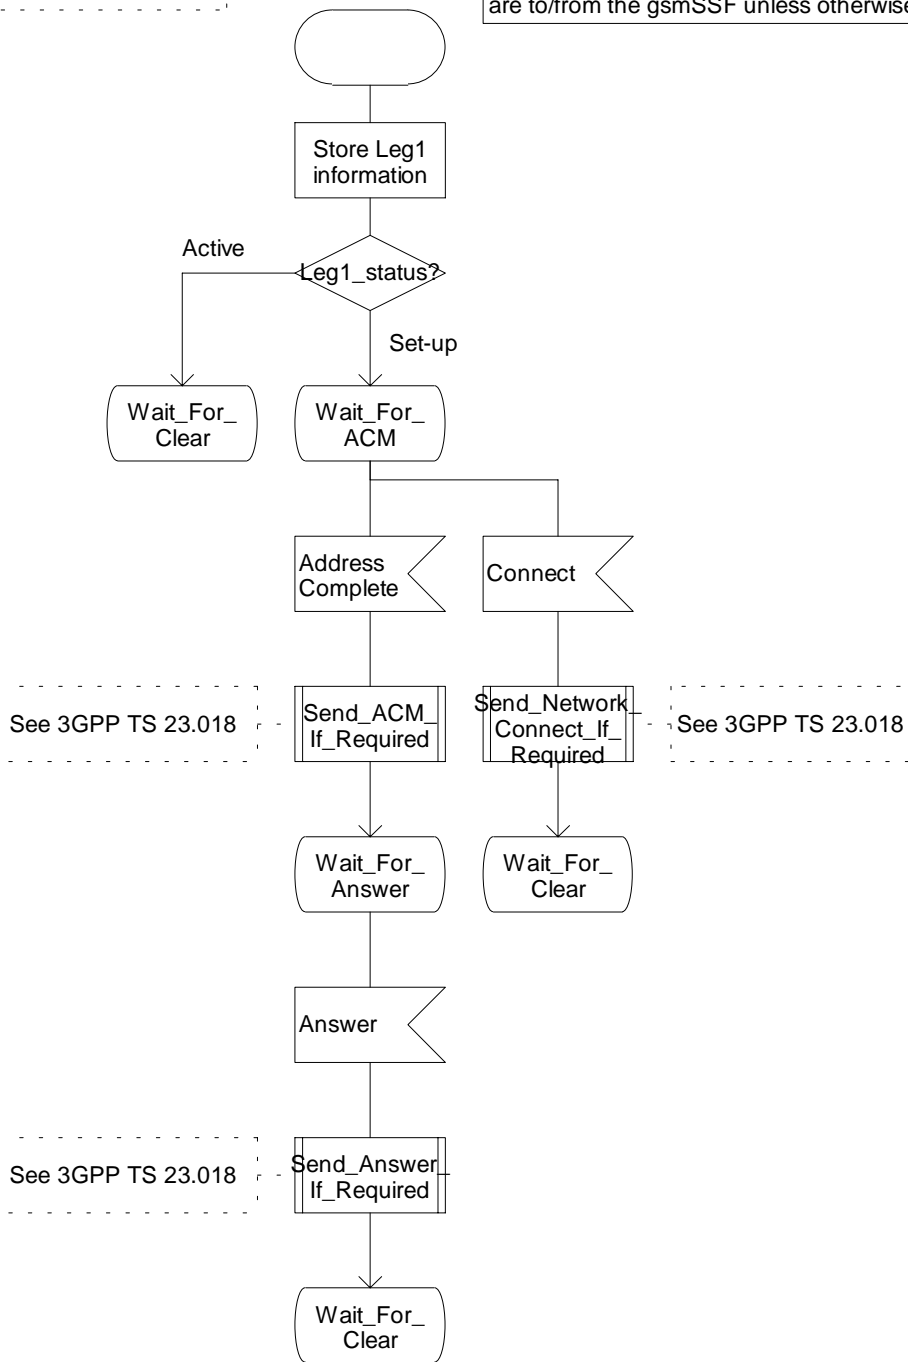 are to/from the gsmSSF unless otherwise
Store Leg1
information
Active
Leg1_status?
Set-up
Wait_For_
Clear
Wait_For_
ACM
Address
Complete
Connect
See 3GPP TS 23.018
Send_ACM_
If_Required
Send_Network_
Connect_If_
Required
See 3GPP TS 23.018
Wait_For_
Answer
Wait_For_
Clear
Answer
See 3GPP TS 23.018
Send_Answer_
If_Required
Wait_For_
Clear